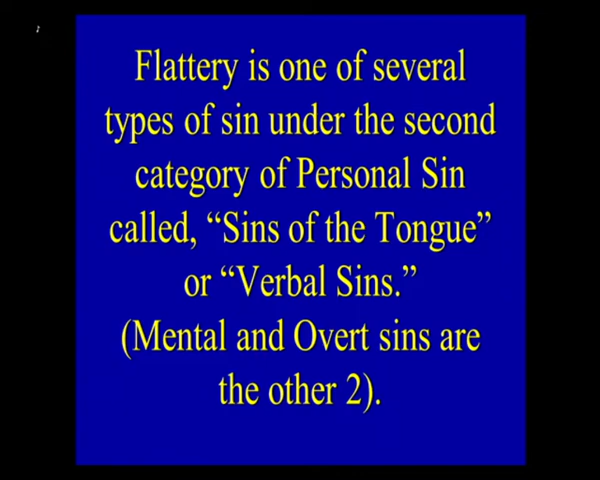 Flattery is one of several
types of sin under the second
category of Personal Sin
called, “Sins of the Tongue”
or “Verbal Sins.”
(Mental and Overt sins are
the other 2).